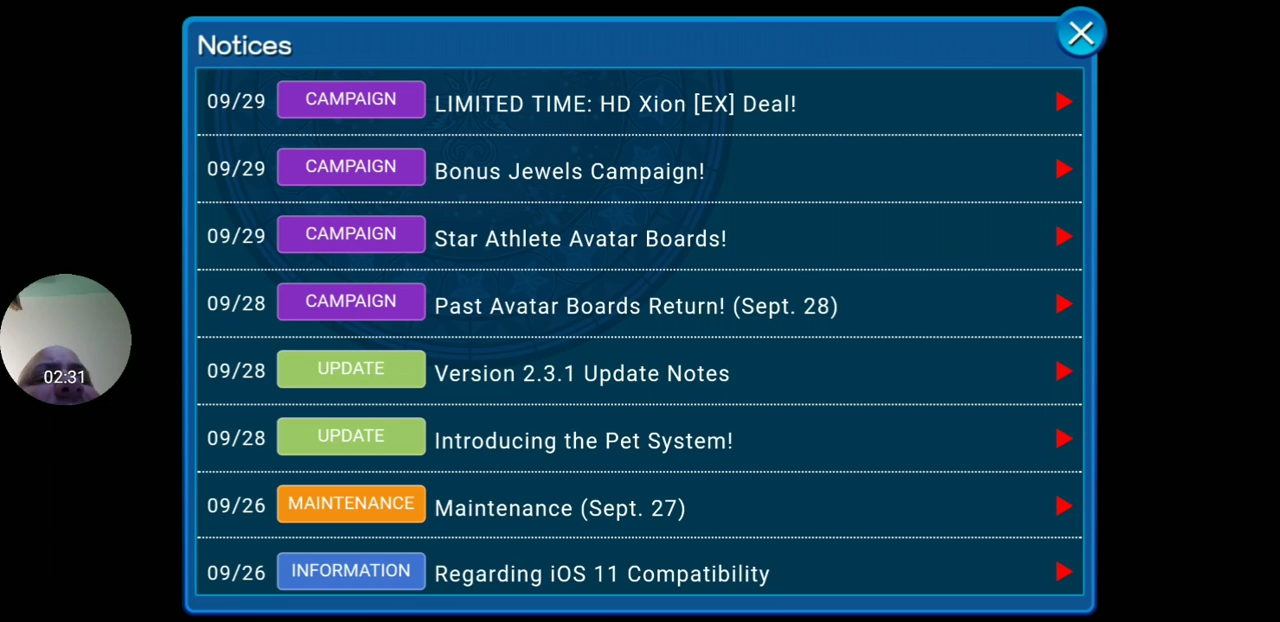 Notices
09/29 CAMPAIGN LIMITED TIME: HD Xion [EX] Deal!
09/29 CAMPAIGN Bonus Jewels Campaign!
09/29 CAMPAIGN Star Athlete Avatar Boards!
09/28 CAMPAIGN Past Avatar Boards Return! (Sept. 28)
02:31
09/28 UPDATE Version 2.3.1 Update Notes
09/28 UPDATE Introducing the Pet System!
09/26 MAINTENANCE Maintenance (Sept. 27)
09/26 INFORMATION Regarding iOS 11 Compatibility